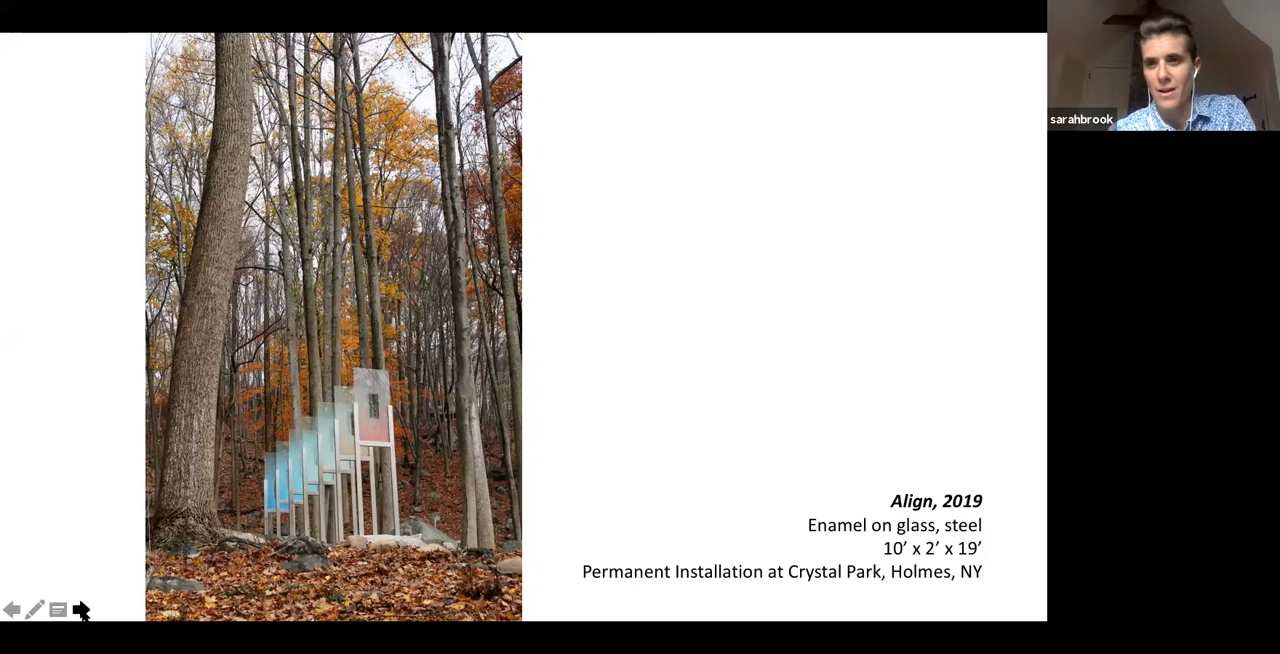 sarahbrook
Align, 2019
Enamel on glass, steel
10’ x 2’ x 19’
Permanent Installation at Crystal Park, Holmes, NY